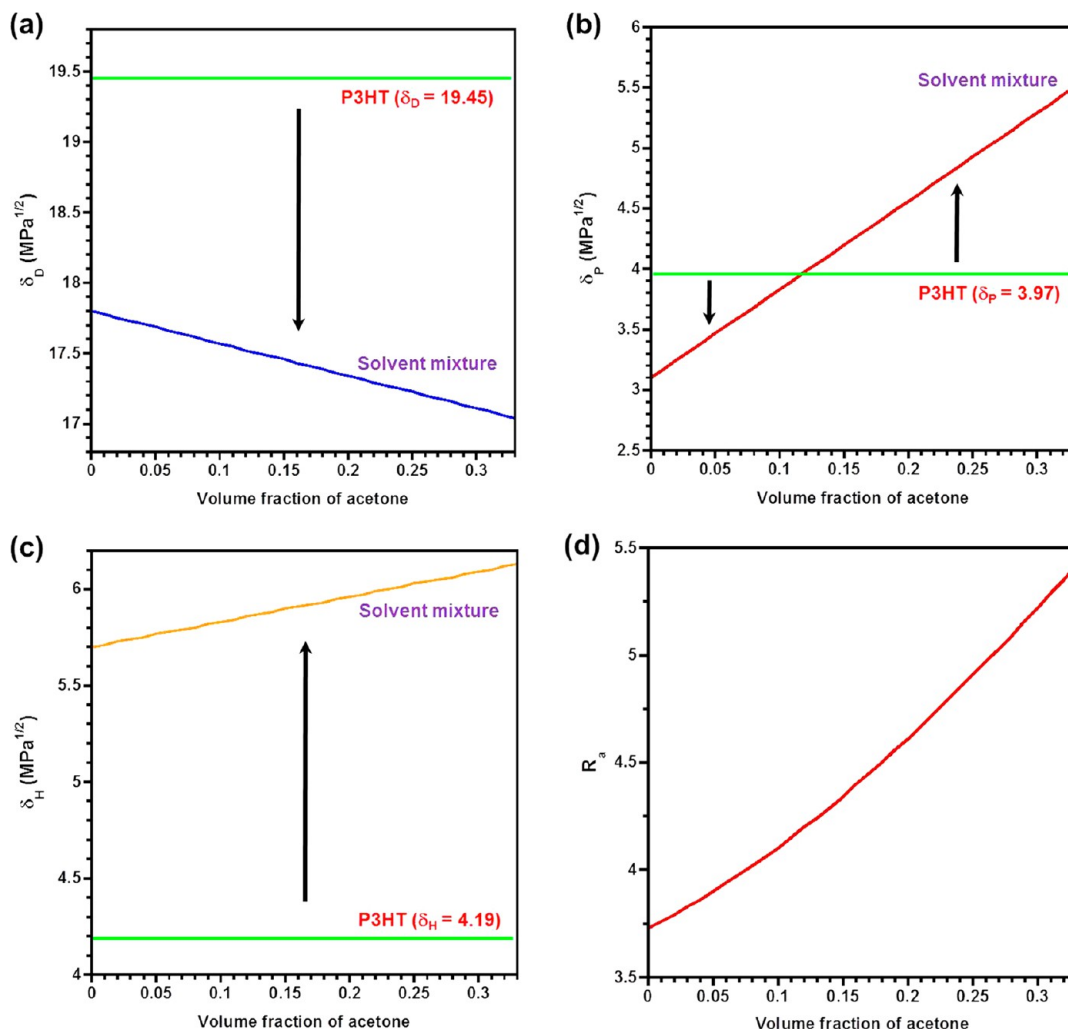 (a)
19.5
19
18.5
18
17.5
17
δD (MPa1/2)
P3HT (δD = 19.45)
Solvent mixture
0 0.05 0.1 0.15 0.2 0.25 0.3
Volume fraction of acetone
(b)
6
5.5
5
4.5
4
3.5
3
2.5
δP (MPa1/2)
Solvent mixture
P3HT (δP = 3.97)
0 0.05 0.1 0.15 0.2 0.25 0.3
Volume fraction of acetone
(c)
6
5.5
5
4.5
4
δH (MPa1/2)
Solvent mixture
P3HT (δH = 4.19)
0 0.05 0.1 0.15 0.2 0.25 0.3
Volume fraction of acetone
(d)
5.5
5
4.5
4
3.5
Ra
0 0.05 0.1 0.15 0.2 0.25 0.3
Volume fraction of acetone